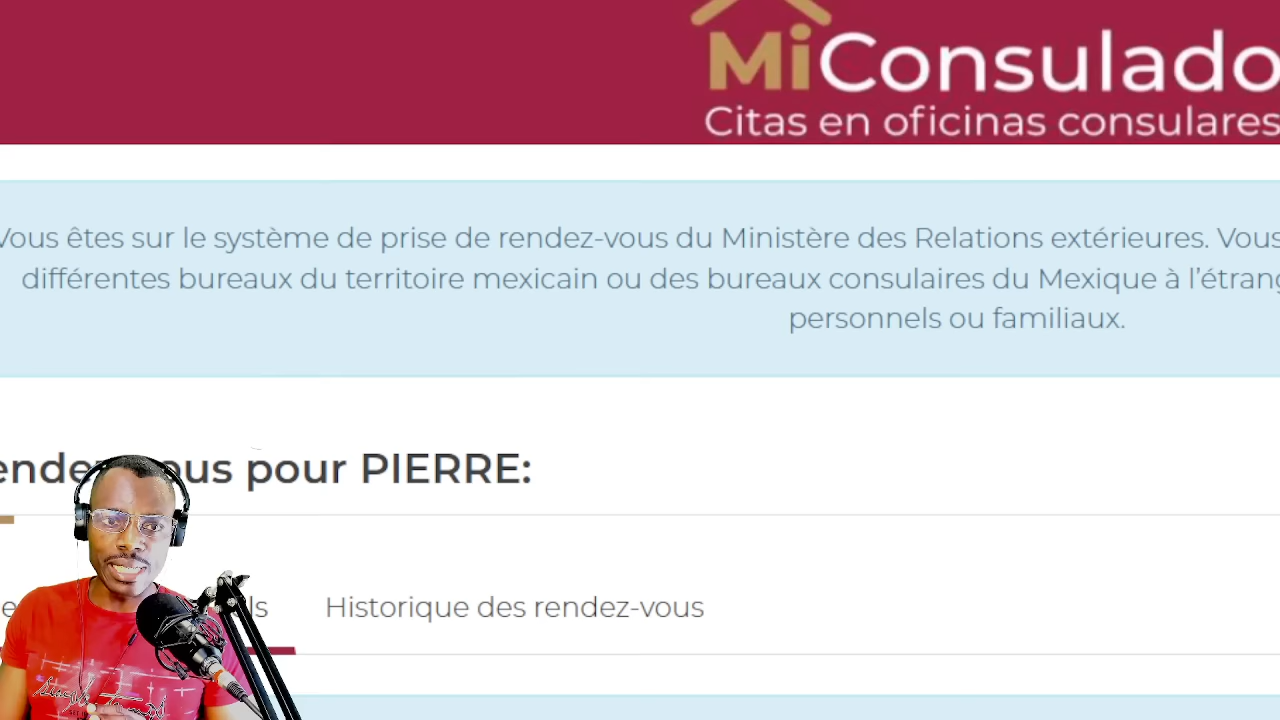 MiConsulado
Citas en oficinas consulares
Vous êtes sur le système de prise de rendez-vous du Ministère des Relations extérieures. Vous
différentes bureaux du territoire mexicain ou des bureaux consulaires du Mexique à l'étrang
personnels ou familiaux.
pour PIERRE:
Historique des rendez-vous